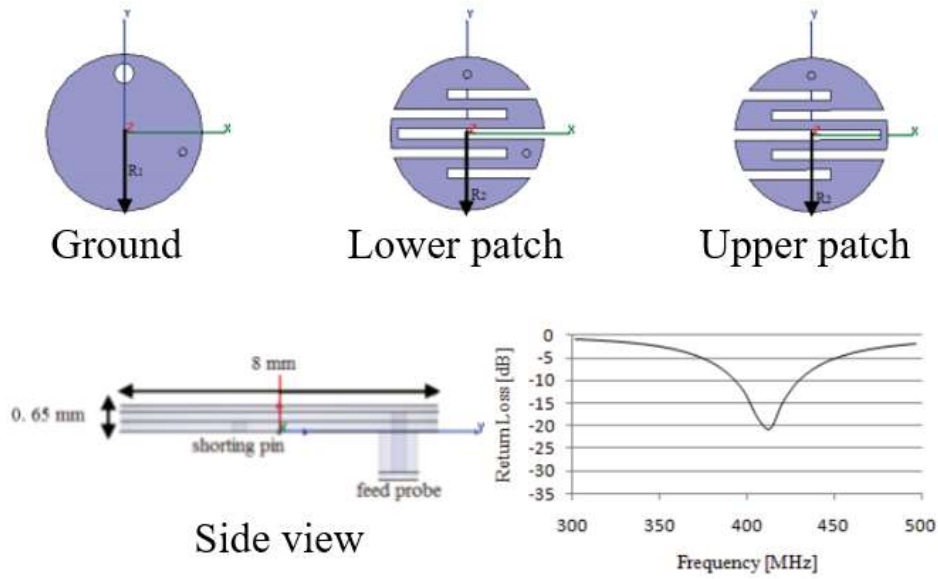 Y
Y
Y
Z
X
Z
X
Z
X
R1
R2
R2
Ground
Lower patch
Upper patch
8 mm
0. 65 mm
shorting pin
feed probe
Side view
Return Loss [dB]
0
-5
-10
-15
-20
-25
-30
-35
300
350
400
450
500
Frequency [MHz]